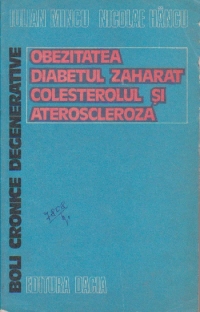 IULIAN MINCU NICOLAE HÂNCU
BOLI CRONICE DEGENERATIVE
OBEZITATEA
DIABETUL ZAHARAT
COLESTEROLUL ȘI
ATEROSCLEROZA
EDITURA DACIA